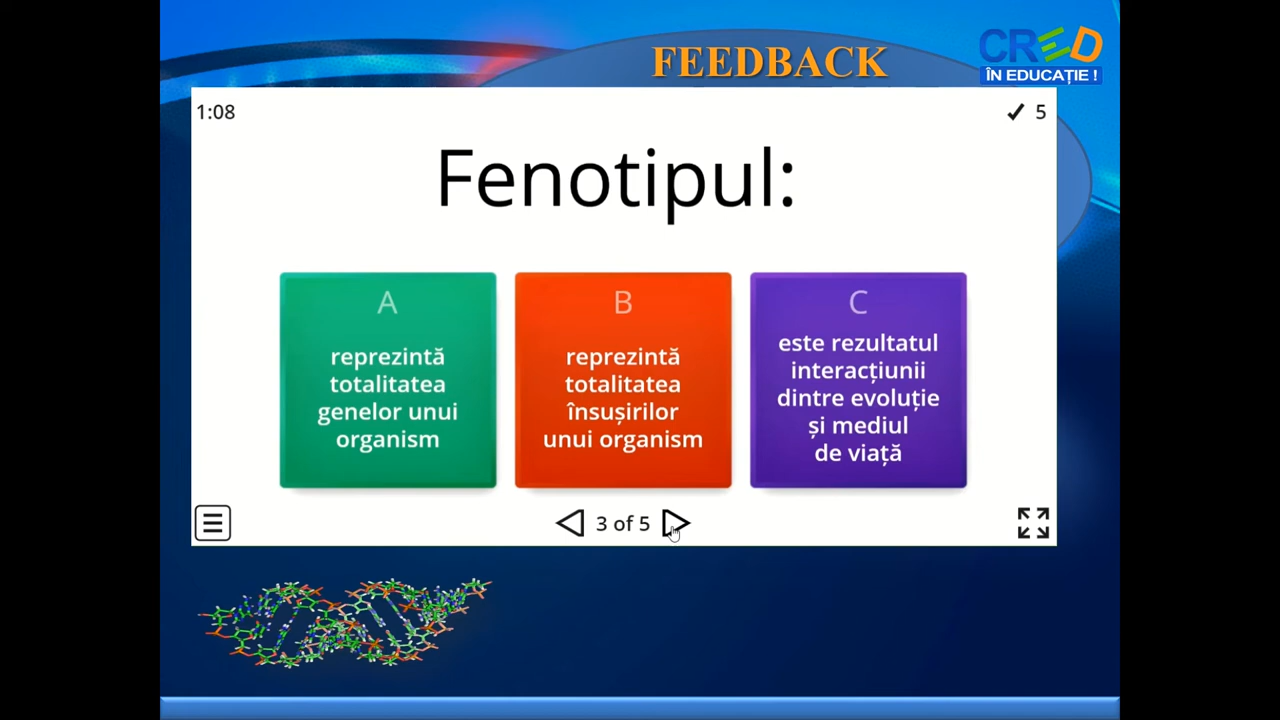 FEEDBACK
CRED
ÎN EDUCAȚIE !
1:08
5
Fenotipul:
A
reprezintă
totalitatea
genelor unui
organism
B
reprezintă
totalitatea
însușirilor
unui organism
C
este rezultatul
interacțiunii
dintre evoluție
și mediul
de viață
3 of 5